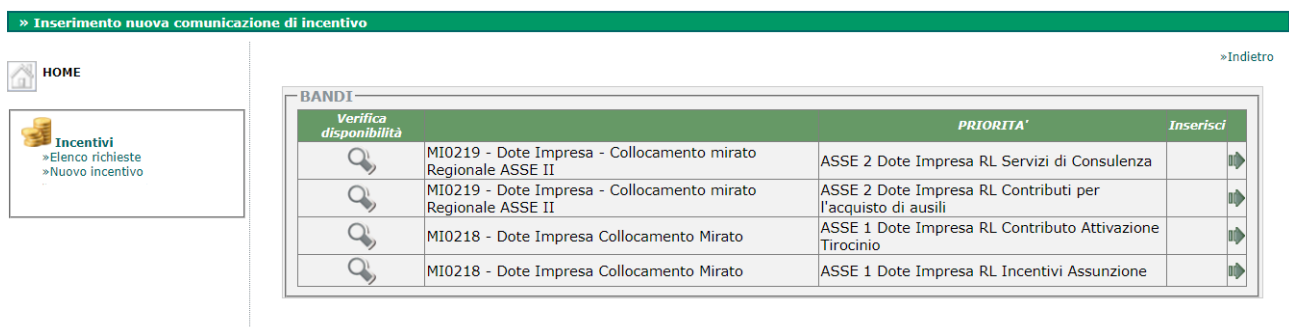 » Inserimento nuova comunicazione di incentivo
»Indietro
HOME
Incentivi
»Elenco richieste
»Nuovo incentivo
BANDI
Verifica
disponibilità
PRIORITA'
Inserisci
MI0219 - Dote Impresa - Collocamento mirato
Regionale ASSE II
ASSE 2 Dote Impresa RL Servizi di Consulenza
MI0219 - Dote Impresa - Collocamento mirato
Regionale ASSE II
ASSE 2 Dote Impresa RL Contributi per
l'acquisto di ausili
MI0218 - Dote Impresa Collocamento Mirato
ASSE 1 Dote Impresa RL Contributo Attivazione
Tirocinio
MI0218 - Dote Impresa Collocamento Mirato
ASSE 1 Dote Impresa RL Incentivi Assunzione